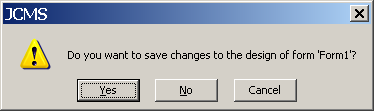 JCMS
Do you want to save changes to the design of form 'Form1'?
Yes
No
Cancel